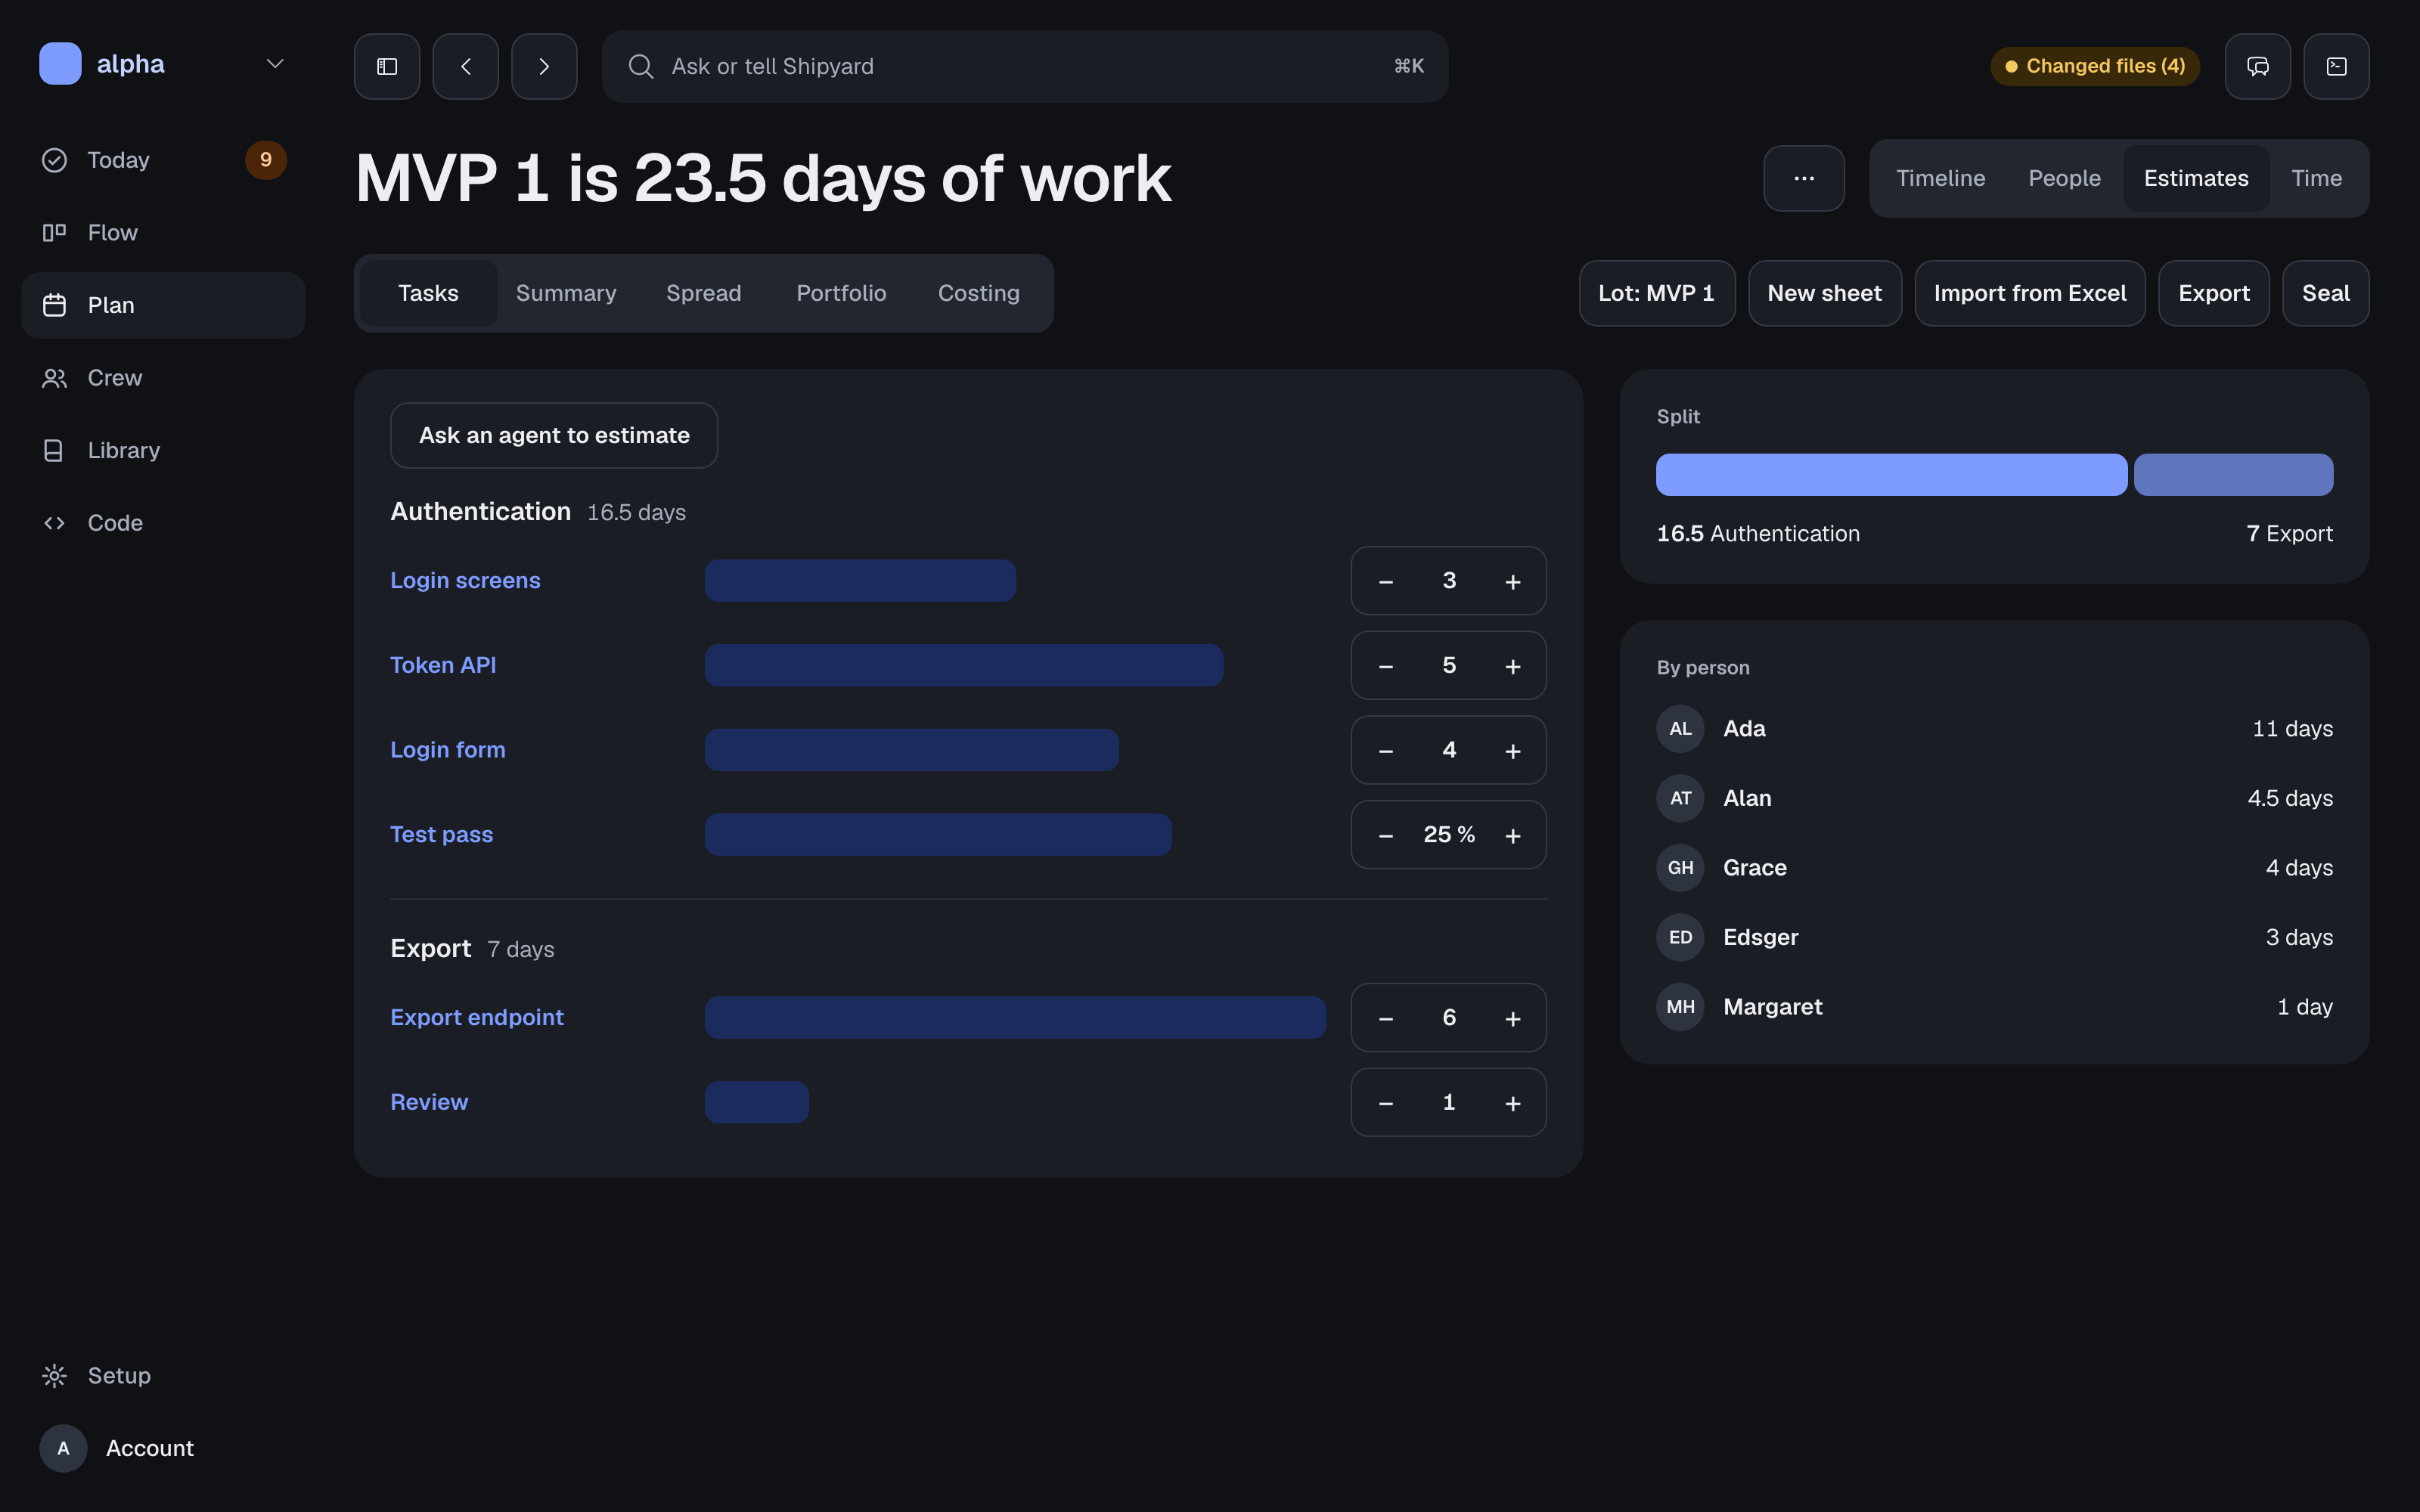 alpha
Ask or tell Shipyard ⌘K
Changed files (4)
Today 9
Flow
Plan
Crew
Library
Code
Setup
A Account
MVP 1 is 23.5 days of work
Timeline People Estimates Time
Tasks Summary Spread Portfolio Costing
Lot: MVP 1 New sheet Import from Excel Export Seal
Ask an agent to estimate
Authentication 16.5 days
Login screens − 3 +
Token API − 5 +
Login form − 4 +
Test pass − 25 % +
Export 7 days
Export endpoint − 6 +
Review − 1 +
Split
16.5 Authentication 7 Export
By person
AL Ada 11 days
AT Alan 4.5 days
GH Grace 4 days
ED Edsger 3 days
MH Margaret 1 day